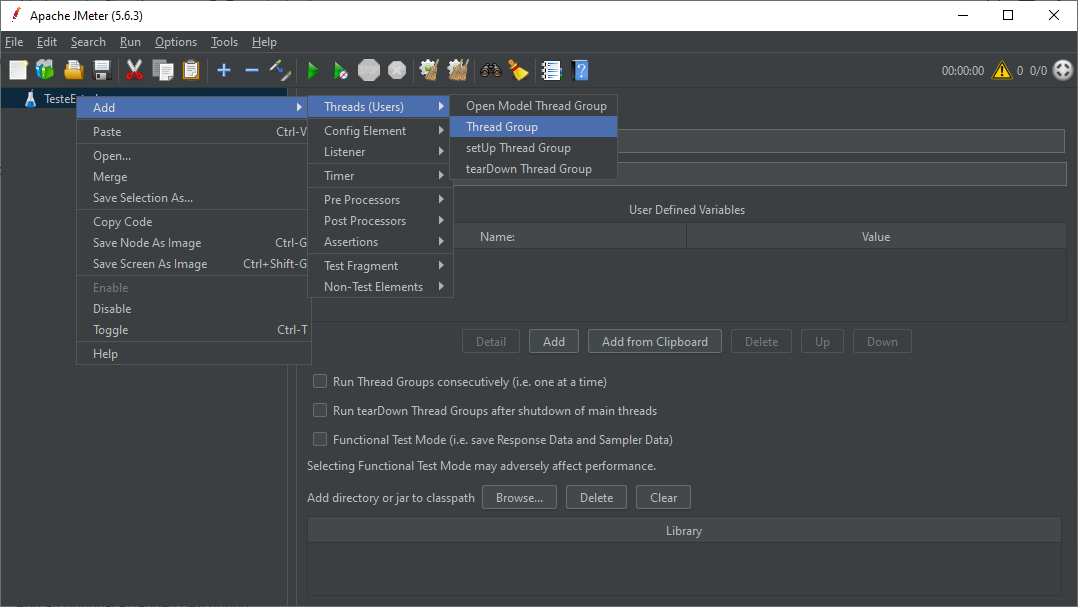 Apache JMeter (5.6.3)
File Edit Search Run Options Tools Help
STOP
00:00:00 0 0/0
Add
Paste Ctrl-V
Open...
Merge
Save Selection As...
Copy Code
Save Node As Image Ctrl-G
Save Screen As Image Ctrl+Shift-G
Enable
Disable
Toggle Ctrl-T
Help
Threads (Users)
Config Element
Listener
Timer
Pre Processors
Post Processors
Assertions
Test Fragment
Non-Test Elements
Open Model Thread Group
Thread Group
setUp Thread Group
tearDown Thread Group
User Defined Variables
Name: Value
Detail Add Add from Clipboard Delete Up Down
Run Thread Groups consecutively (i.e. one at a time)
Run tearDown Thread Groups after shutdown of main threads
Functional Test Mode (i.e. save Response Data and Sampler Data)
Selecting Functional Test Mode may adversely affect performance.
Add directory or jar to classpath Browse... Delete Clear
Library